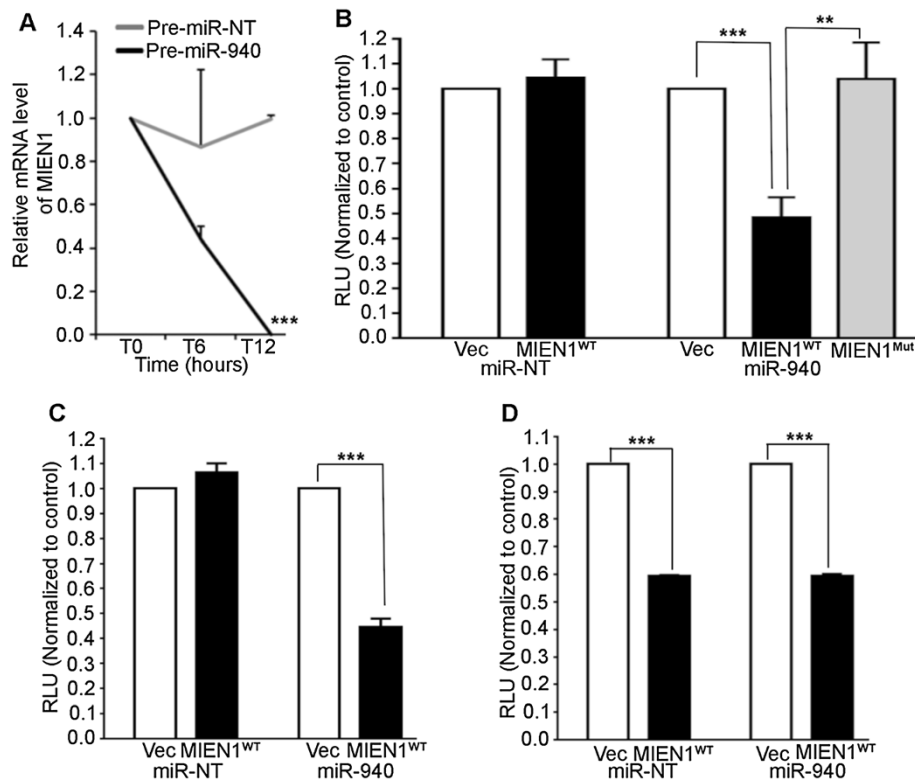 A
Pre-miR-NT
Pre-miR-940
1.4
1.2
1.0
0.8
0.6
0.4
0.2
0.0
Relative mRNA level
of MIEN1
***
T0 T6 T12
Time (hours)
B
1.2
1.1
1.0
0.9
0.8
0.7
0.6
0.5
0.4
0.3
0.2
0.1
0.0
RLU (Normalized to control)
*** **
Vec MIEN1WT Vec MIEN1WT MIEN1Mut
miR-NT miR-940
C
1.2
1.1
1.0
0.9
0.8
0.7
0.6
0.5
0.4
0.3
0.2
0.1
0.0
RLU (Normalized to control)
***
Vec MIEN1WT Vec MIEN1WT
miR-NT miR-940
D
1.1
1.0
0.9
0.8
0.7
0.6
0.5
0.4
0.3
0.2
0.1
0.0
RLU (Normalized to control)
*** ***
Vec MIEN1WT Vec MIEN1WT
miR-NT miR-940